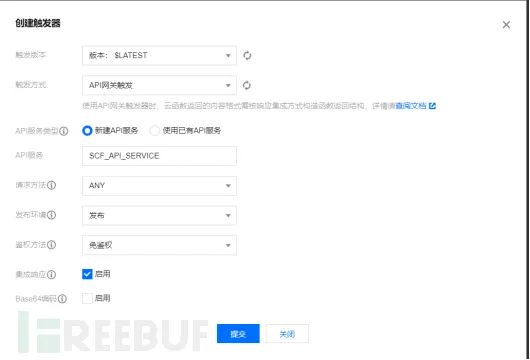 创建触发器
触发版本 版本： $LATEST
触发方式 API网关触发
使用API网关触发器时，云函数返回的内容格式需按响应集成方式构造函数返回结构，详情请查阅文档
API服务类型 新建API服务 使用已有API服务
API服务 SCF_API_SERVICE
请求方法 ANY
发布环境 发布
鉴权方法 免鉴权
集成响应 启用
Base64编码 启用
FREEBUF
提交 关闭